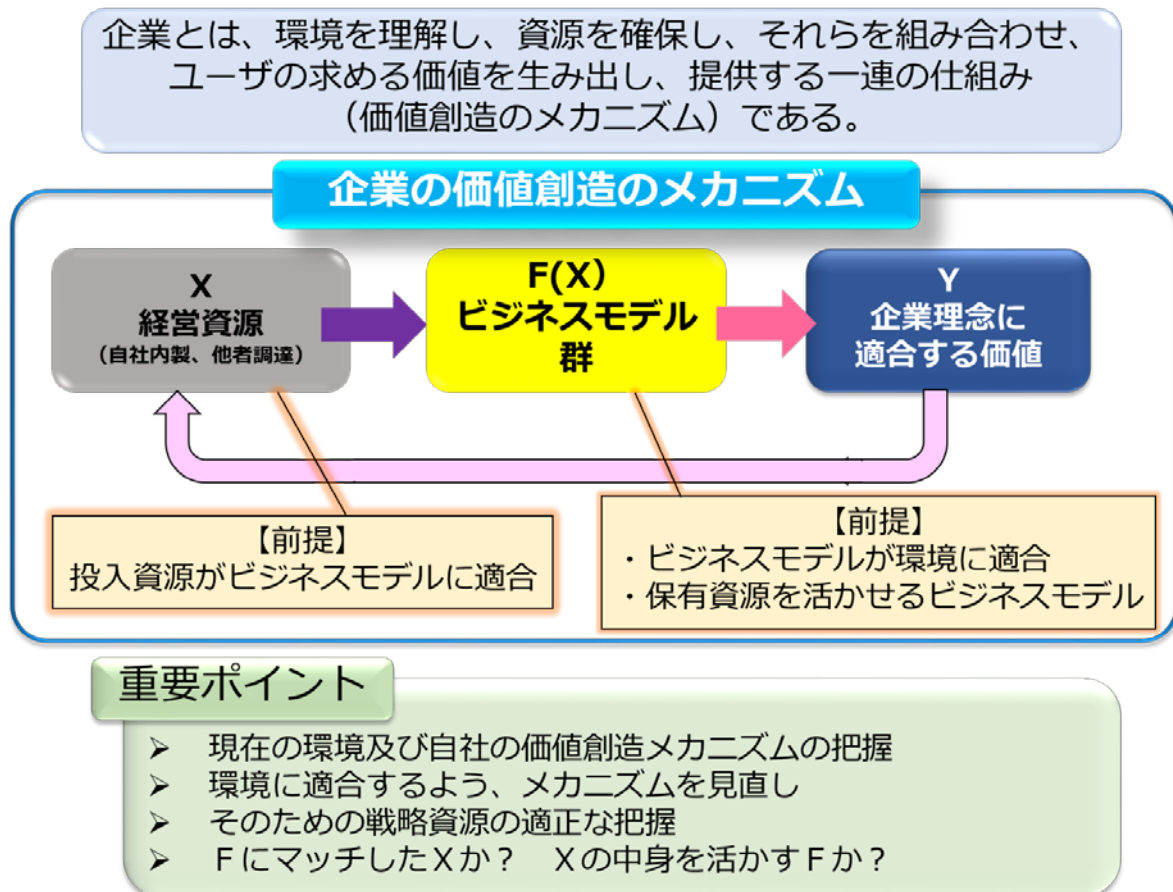 企業とは、環境を理解し、資源を確保し、それらを組み合わせ、
ユーザの求める価値を生み出し、提供する一連の仕組み
（価値創造のメカニズム）である。
企業の価値創造のメカニズム
X
経営資源
（自社内製、他者調達）
F(X）
ビジネスモデル
群
Y
企業理念に
適合する価値
【前提】
投入資源がビジネスモデルに適合
【前提】
・ビジネスモデルが環境に適合
・保有資源を活かせるビジネスモデル
重要ポイント
➢ 現在の環境及び自社の価値創造メカニズムの把握
➢ 環境に適合するよう、メカニズムを見直し
➢ そのための戦略資源の適正な把握
➢ ＦにマッチしたＸか？　Ｘの中身を活かすＦか？